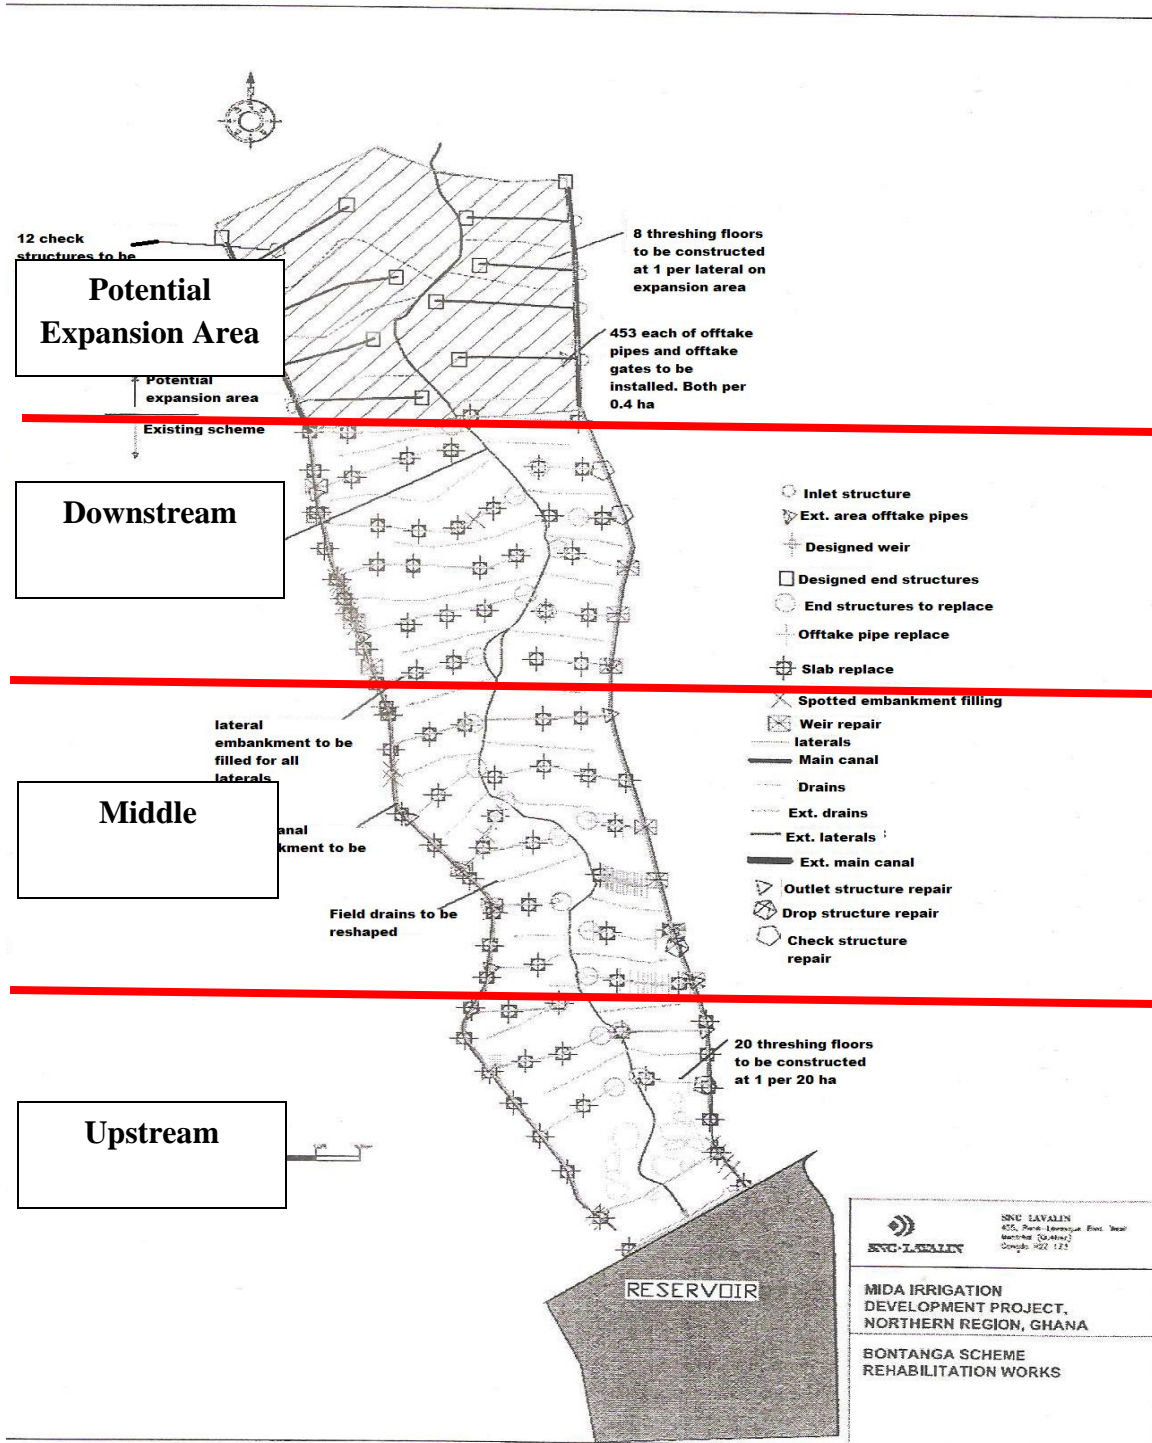 12 check
structures to be
Potential
Expansion Area
Potential
expansion area
Existing scheme
8 threshing floors
to be constructed
at 1 per lateral on
expansion area
453 each of offtake
pipes and offtake
gates to be
installed. Both per
0.4 ha
Downstream
Inlet structure
Ext. area offtake pipes
Designed weir
Designed end structures
End structures to replace
Offtake pipe replace
Slab replace
Spotted embankment filling
Weir repair
laterals
Main canal
Drains
Ext. drains
Ext. laterals
Ext. main canal
Outlet structure repair
Drop structure repair
Check structure
repair
lateral
embankment to be
filled for all
laterals
Middle
anal
kment to be
Field drains to be
reshaped
20 threshing floors
to be constructed
at 1 per 20 ha
Upstream
RESERVOIR
SNC·LAVALIN
SNC LAVALIN
MIDA IRRIGATION
DEVELOPMENT PROJECT,
NORTHERN REGION, GHANA
BONTANGA SCHEME
REHABILITATION WORKS